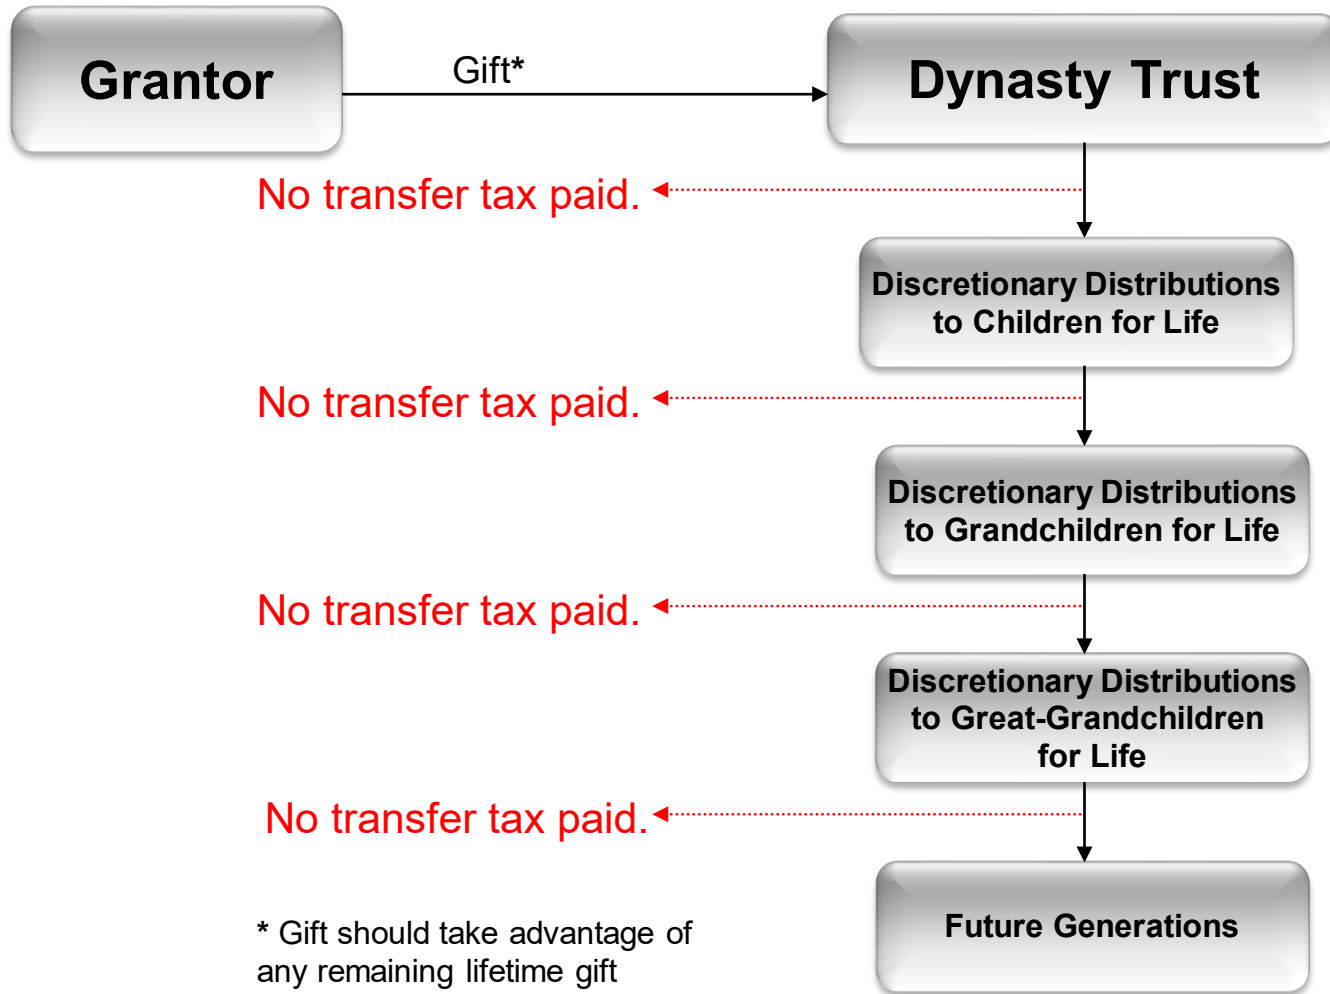 Grantor
Gift*
Dynasty Trust
No transfer tax paid.
Discretionary Distributions
to Children for Life
No transfer tax paid.
Discretionary Distributions
to Grandchildren for Life
No transfer tax paid.
Discretionary Distributions
to Great-Grandchildren
for Life
No transfer tax paid.
Future Generations
* Gift should take advantage of
any remaining lifetime gift